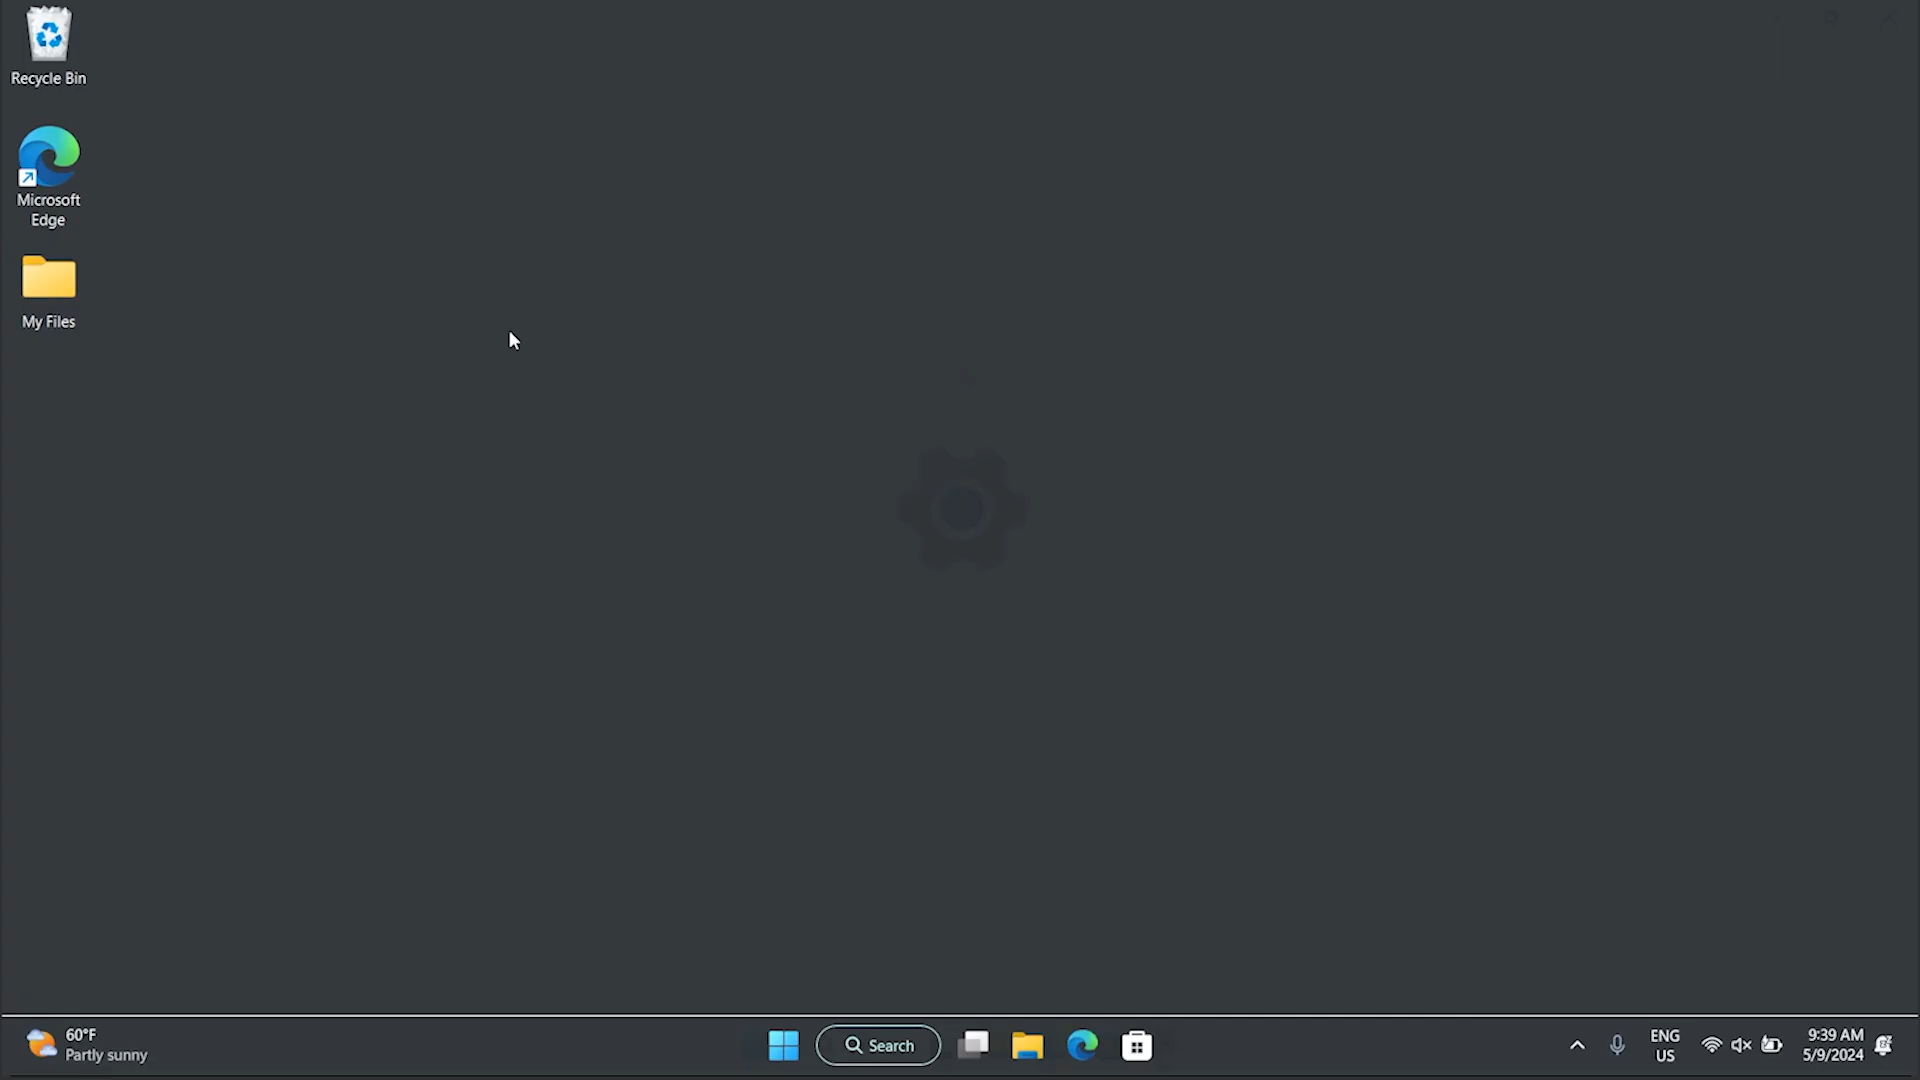 Recycle Bin
Microsoft
Edge
My Files
60°F
Partly sunny
Search
ENG
US
9:39 AM
5/9/2024